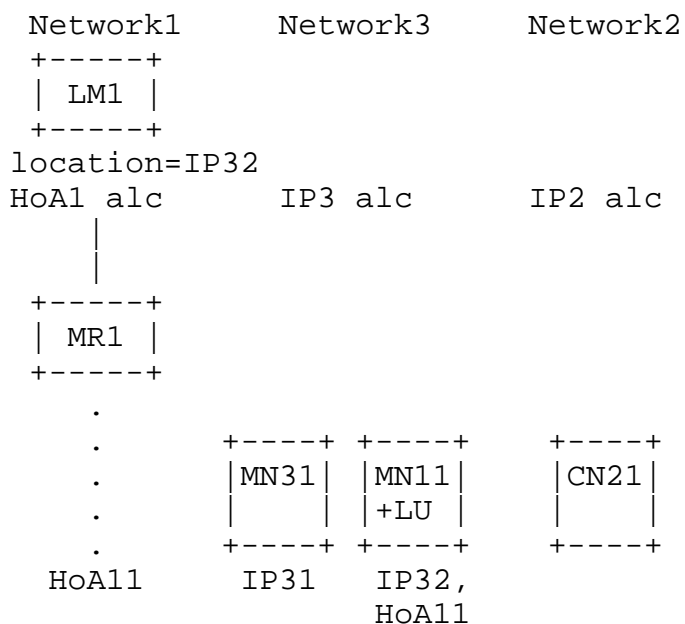 Network1 Network3 Network2
+-----+
| LM1 |
+-----+
location=IP32
HoA1 alc IP3 alc IP2 alc
|
|
+-----+
| MR1 |
+-----+
.
. +----+ +----+ +----+
. |MN31| |MN11| |CN21|
. | | |+LU | | |
. +----+ +----+ +----+
HoA11 IP31 IP32,
HoA11